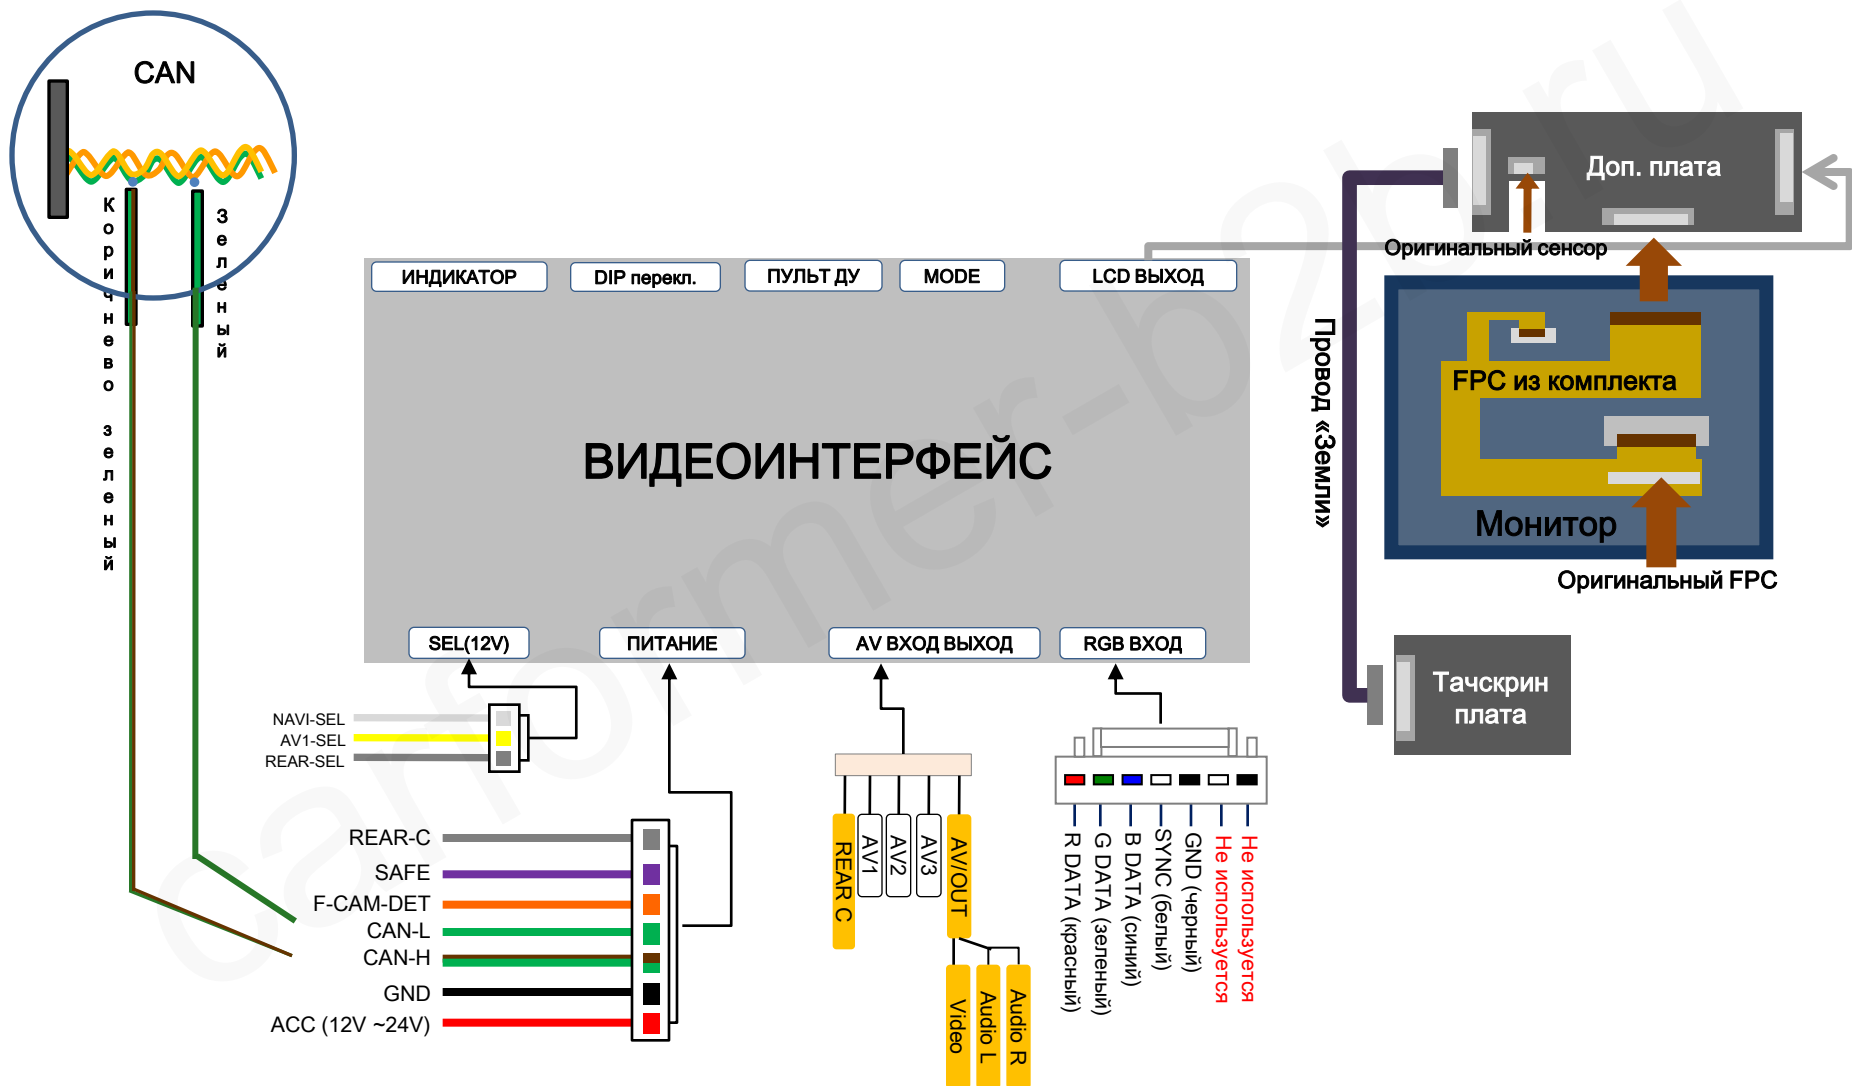 CAN
Коричнево зеленый
Зеленый
ИНДИКАТОР
DIP перекл.
ПУЛЬТ ДУ
MODE
LCD ВЫХОД
ВИДЕОИНТЕРФЕЙС
SEL(12V)
ПИТАНИЕ
AV ВХОД ВЫХОД
RGB ВХОД
Доп. плата
Оригинальный сенсор
Провод «Земли»
FPC из комплекта
Монитор
Оригинальный FPC
Тачскрин
плата
NAVI-SEL
AV1-SEL
REAR-SEL
REAR-C
SAFE
F-CAM-DET
CAN-L
CAN-H
GND
ACC (12V ~24V)
REAR C
AV1
AV2
AV3
AV/OUT
Video
Audio L
Audio R
R DATA (красный)
G DATA (зеленый)
B DATA (синий)
SYNC (белый)
GND (черный)
Не используется
Не используется
carformer-b2b.ru